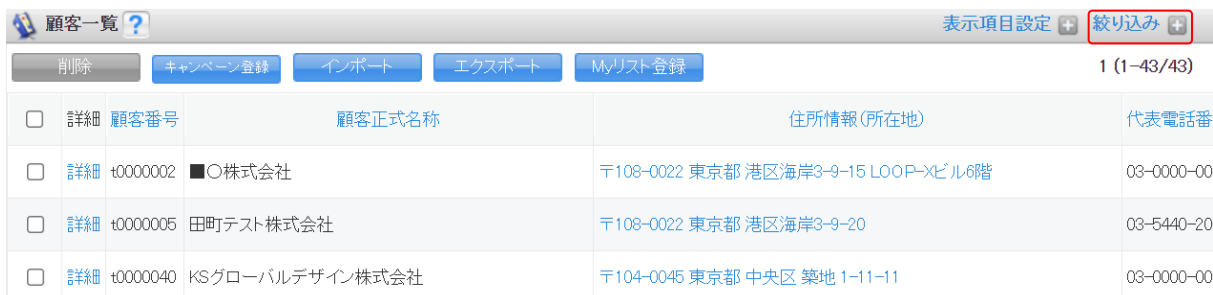 顧客一覧 ? 表示項目設定 + 絞り込み +
削除 キャンペーン登録 インポート エクスポート Myリスト登録 1 (1-43/43)
詳細 顧客番号 顧客正式名称 住所情報(所在地) 代表電話番
詳細 t0000002 ■○株式会社 〒108-0022 東京都 港区海岸3-9-15 LOOP-Xビル6階 03-0000-00
詳細 t0000005 田町テスト株式会社 〒108-0022 東京都 港区海岸3-9-20 03-5440-20
詳細 t0000040 KSグローバルデザイン株式会社 〒104-0045 東京都 中央区 築地 1-11-11 03-0000-00